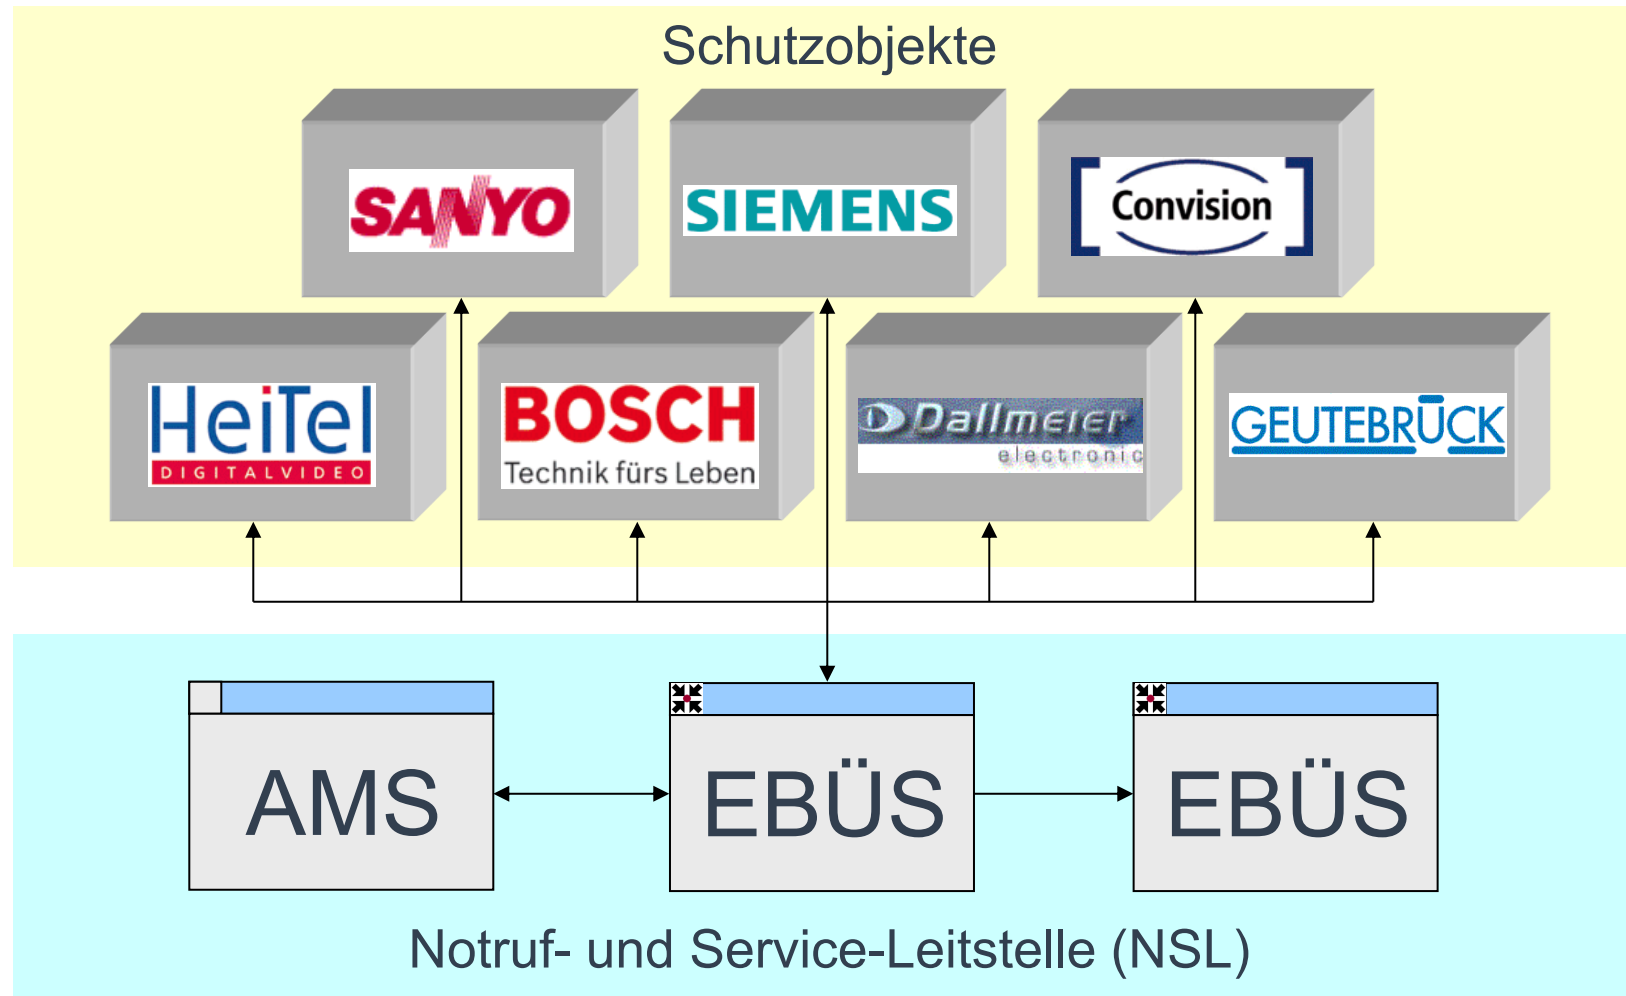 Schutzobjekte
SANYO
SIEMENS
Convision
HeiTel
DIGITALVIDEO
BOSCH
Technik fürs Leben
Dallmeier
electronic
GEUTEBRÜCK
AMS
EBÜS
EBÜS
Notruf- und Service-Leitstelle (NSL)